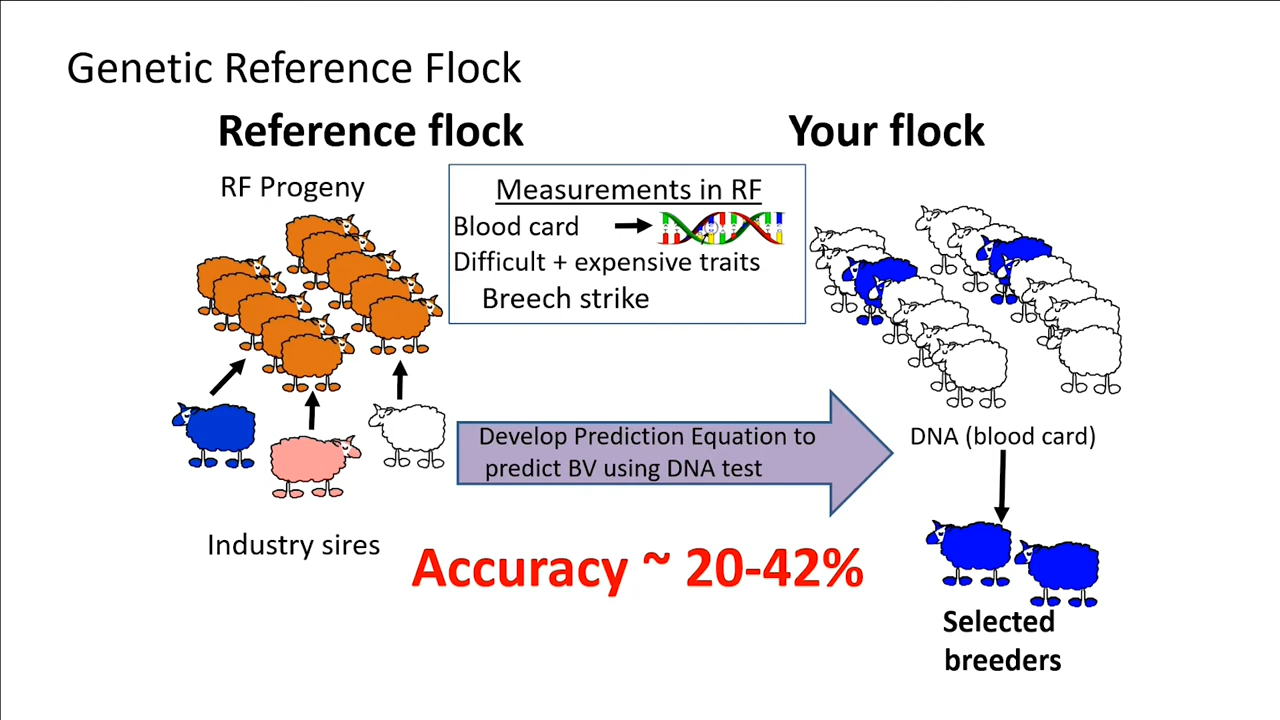 Genetic Reference Flock
Reference flock
Your flock
RF Progeny
Measurements in RF
Blood card
Difficult + expensive traits
Breech strike
Develop Prediction Equation to
predict BV using DNA test
DNA (blood card)
Industry sires
Accuracy ~ 20-42%
Selected
breeders